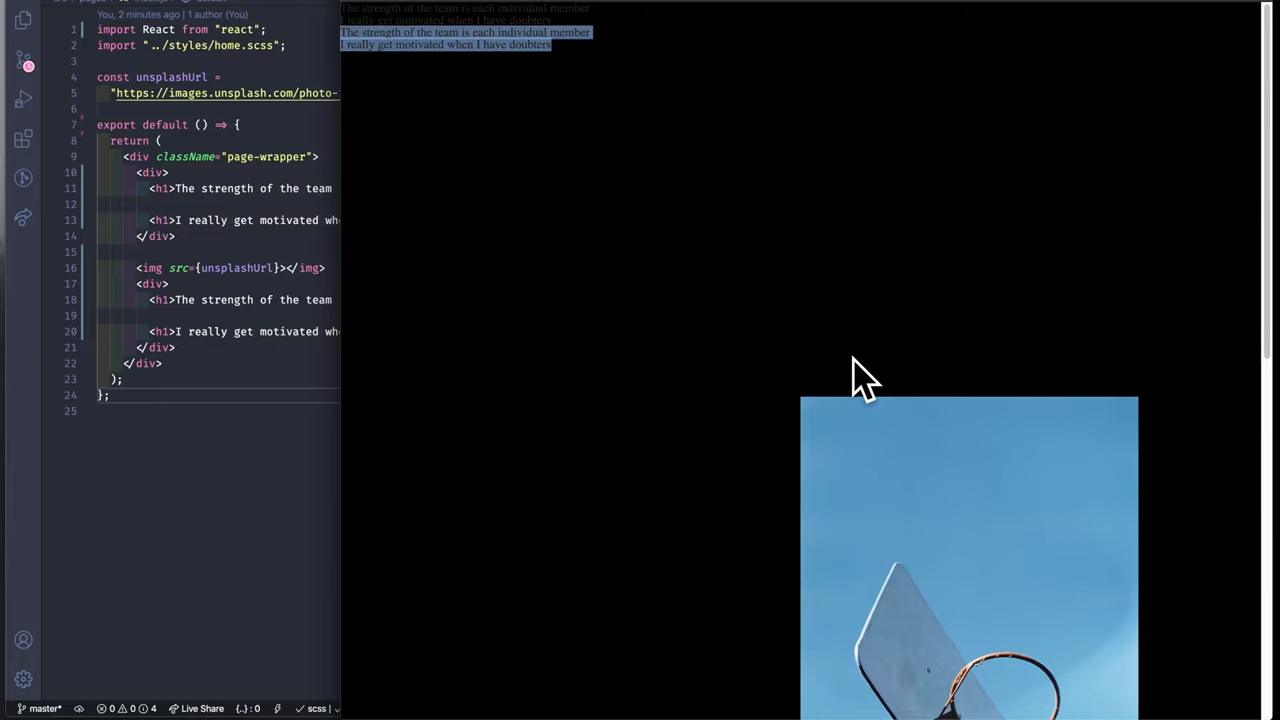 You, 2 minutes ago | 1 author (You)
1 import React from "react";
2 import "../styles/home.scss";
3
4 const unsplashUrl =
5 "https://images.unsplash.com/photo-
6
7 export default () ⇒ {
8 return (
9 <div className="page-wrapper">
10 <div>
11 <h1>The strength of the team
12
13 <h1>I really get motivated wh
14 </div>
15
16 <img src={unsplashUrl}></img>
17 <div>
18 <h1>The strength of the team
19
20 <h1>I really get motivated wh
21 </div>
22 </div>
23 );
24 };
25
master* 0 0 4 Live Share {..} : 0 scss |
The strength of the team is each individual member
I really get motivated when I have doubters
The strength of the team is each individual member
I really get motivated when I have doubters